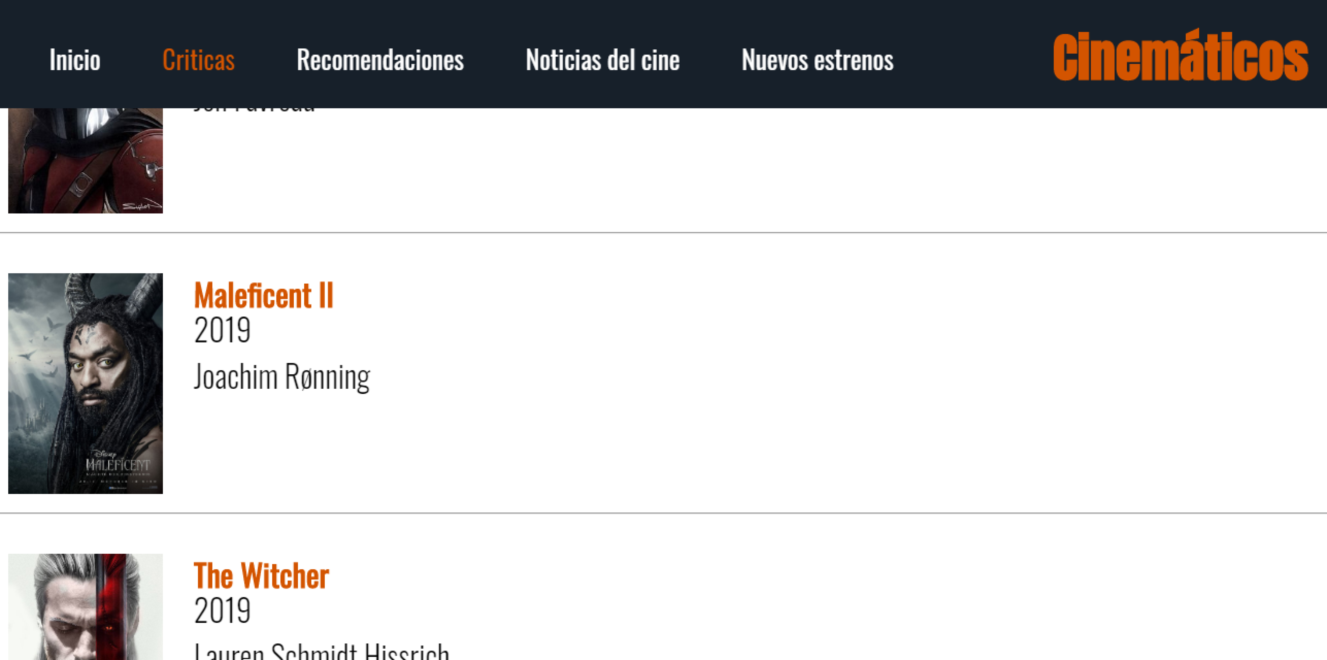 Inicio Criticas Recomendaciones Noticias del cine Nuevos estrenos Cinemáticos
Maleficent II
2019
Joachim Rønning
Disney
MALEFICENT
The Witcher
2019
Lauren Schmidt Hissrich